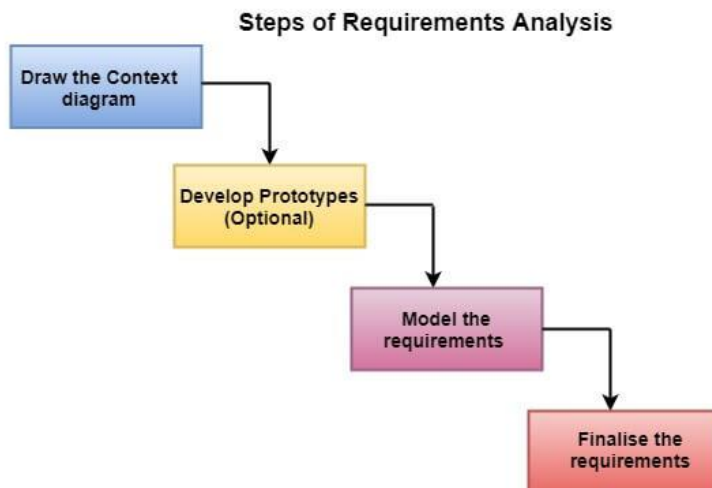 Steps of Requirements Analysis
Draw the Context
diagram
Develop Prototypes
(Optional)
Model the
requirements
Finalise the
requirements